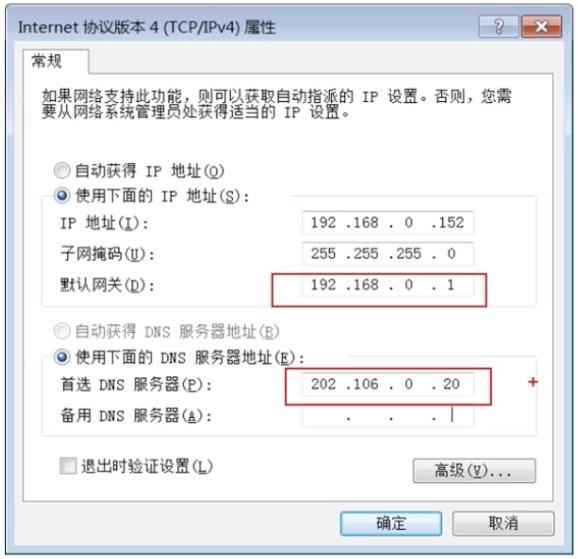 Internet 协议版本 4 (TCP/IPv4) 属性
常规
如果网络支持此功能，则可以获取自动指派的 IP 设置。否则，您需
要从网络系统管理员处获得适当的 IP 设置。
自动获得 IP 地址(O)
使用下面的 IP 地址(S):
IP 地址(I): 192 .168 . 0 .152
子网掩码(U): 255 .255 .255 . 0
默认网关(D): 192 .168 . 0 . 1
自动获得 DNS 服务器地址(B)
使用下面的 DNS 服务器地址(E):
首选 DNS 服务器(P): 202 .106 . 0 . 20 +
备用 DNS 服务器(A): . . .
退出时验证设置(L)
高级(V)...
确定 取消